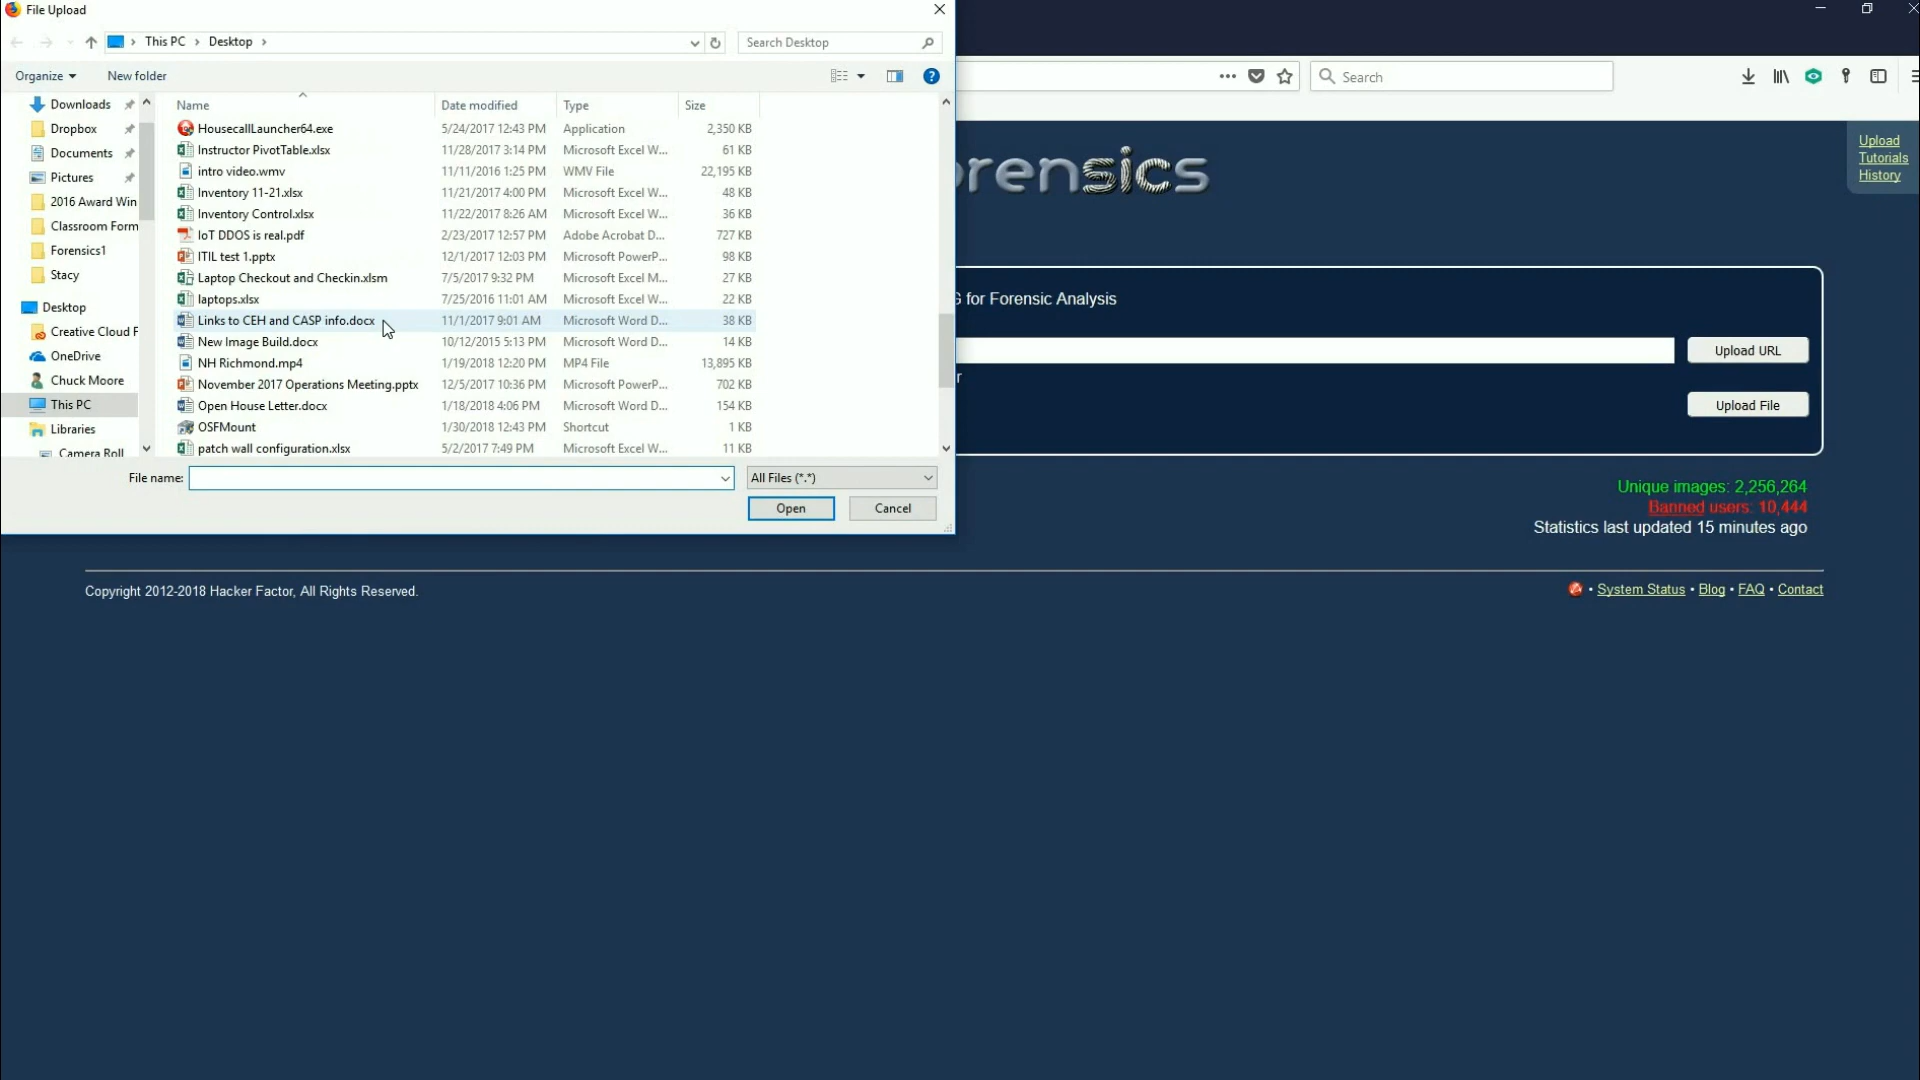 File Upload
This PC > Desktop >
Search Desktop
Organize
New folder
Search
Downloads
Dropbox
Documents
Pictures
2016 Award Win
Classroom Form
Forensics1
Stacy
Desktop
Creative Cloud F
OneDrive
Chuck Moore
This PC
Libraries
Camera Roll
Name Date modified Type Size
HousecallLauncher64.exe 5/24/2017 12:43 PM Application 2,350 KB
Instructor PivotTable.xlsx 11/28/2017 3:14 PM Microsoft Excel W... 61 KB
intro video.wmv 11/11/2016 1:25 PM WMV File 22,195 KB
Inventory 11-21.xlsx 11/21/2017 4:00 PM Microsoft Excel W... 48 KB
Inventory Control.xlsx 11/22/2017 8:26 AM Microsoft Excel W... 36 KB
IoT DDOS is real.pdf 2/23/2017 12:57 PM Adobe Acrobat D... 727 KB
ITIL test 1.pptx 12/1/2017 12:03 PM Microsoft PowerP... 98 KB
Laptop Checkout and Checkin.xlsm 7/5/2017 9:32 PM Microsoft Excel M... 27 KB
laptops.xlsx 7/25/2016 11:01 AM Microsoft Excel W... 22 KB
Links to CEH and CASP info.docx 11/1/2017 9:01 AM Microsoft Word D... 38 KB
New Image Build.docx 10/12/2015 5:13 PM Microsoft Word D... 14 KB
NH Richmond.mp4 1/19/2018 12:20 PM MP4 File 13,895 KB
November 2017 Operations Meeting.pptx 12/5/2017 10:36 PM Microsoft PowerP... 702 KB
Open House Letter.docx 1/18/2018 4:06 PM Microsoft Word D... 154 KB
OSFMount 1/30/2018 12:43 PM Shortcut 1 KB
patch wall configuration.xlsx 5/2/2017 7:49 PM Microsoft Excel W... 11 KB
File name:
All Files (*.*)
Open
Cancel
rensics
Upload
Tutorials
History
G for Forensic Analysis
Upload URL
r
Upload File
Unique images: 2,256,264
Banned users: 10,444
Statistics last updated 15 minutes ago
Copyright 2012-2018 Hacker Factor, All Rights Reserved.
• System Status • Blog • FAQ • Contact